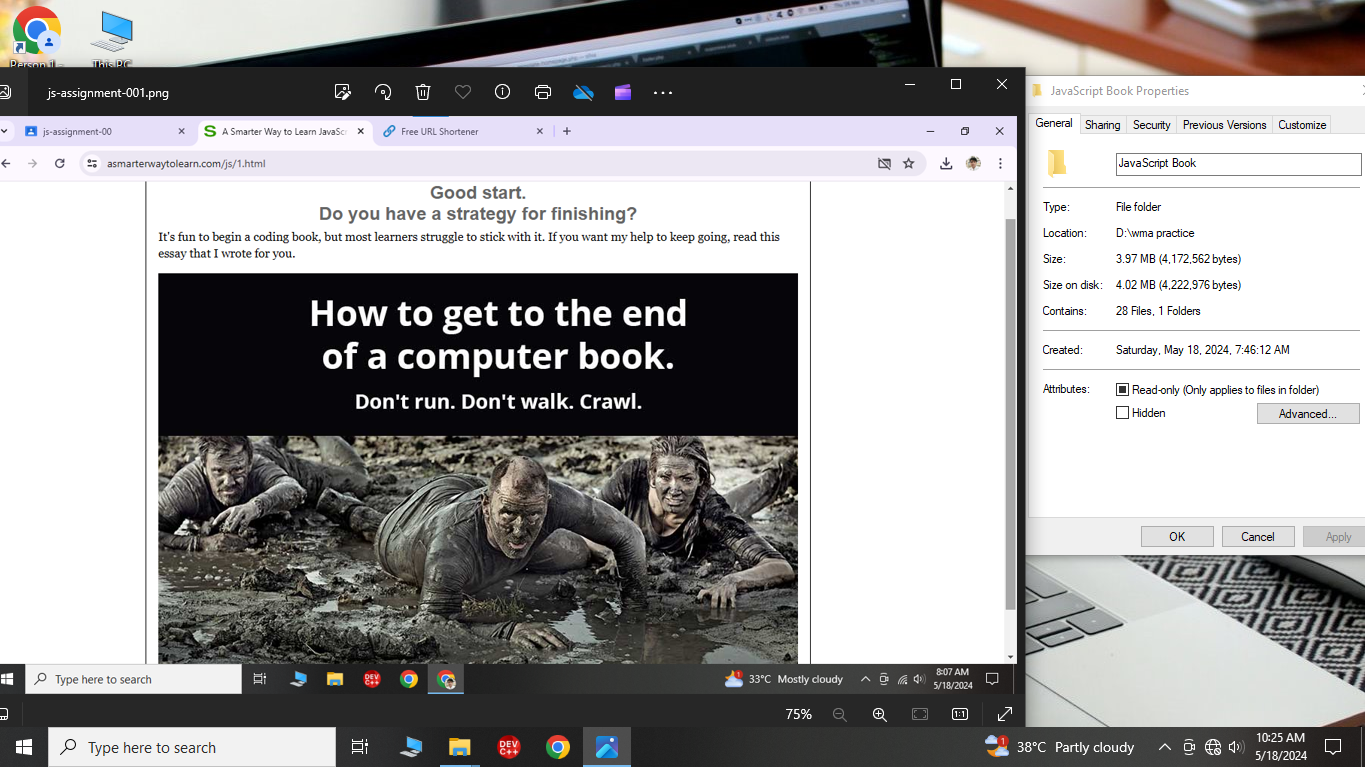 Person 1 -
This PC
js-assignment-001.png
js-assignment-00
A Smarter Way to Learn JavaSc
Free URL Shortener
asmarterwaytolearn.com/js/1.html
Good start.
Do you have a strategy for finishing?
It's fun to begin a coding book, but most learners struggle to stick with it. If you want my help to keep going, read this
essay that I wrote for you.
How to get to the end
of a computer book.
Don't run. Don't walk. Crawl.
Type here to search
DEV
C++
1
33°C Mostly cloudy
8:07 AM
5/18/2024
75%
1:1
JavaScript Book Properties
General
Sharing
Security
Previous Versions
Customize
JavaScript Book
Type: File folder
Location: D:\wma practice
Size: 3.97 MB (4,172,562 bytes)
Size on disk: 4.02 MB (4,222,976 bytes)
Contains: 28 Files, 1 Folders
Created: Saturday, May 18, 2024, 7:46:12 AM
Attributes: Read-only (Only applies to files in folder)
Hidden
Advanced...
OK
Cancel
Apply
Type here to search
DEV
C++
1
38°C Partly cloudy
10:25 AM
5/18/2024